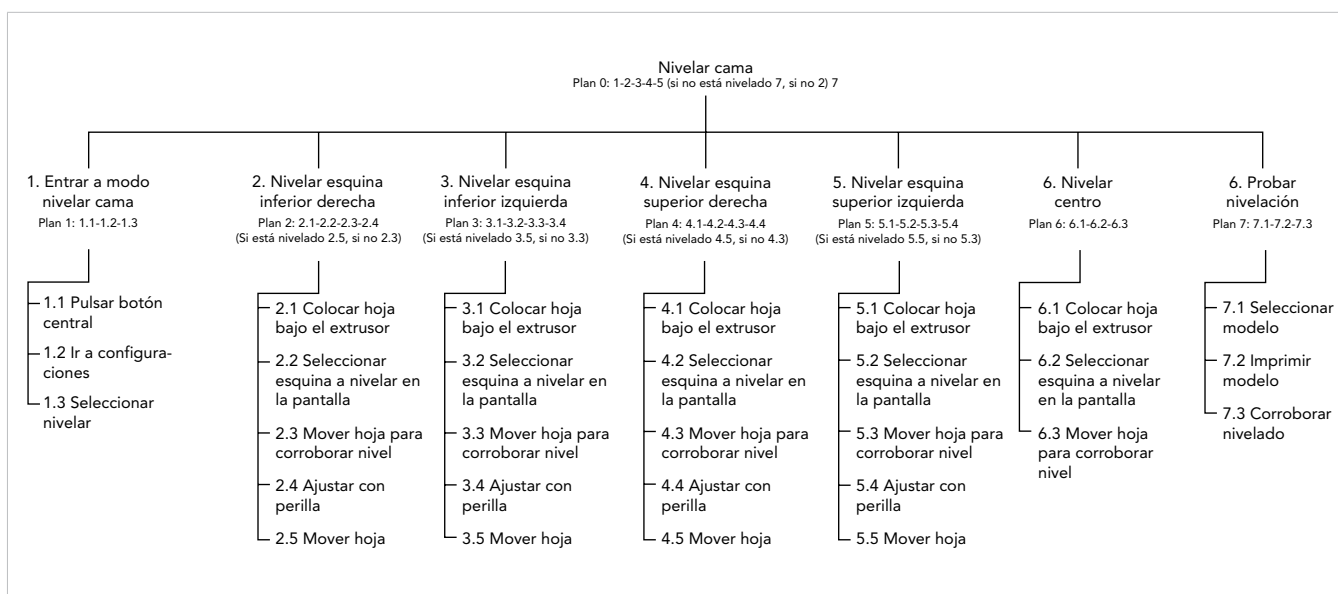 Nivelar cama
Plan 0: 1-2-3-4-5 (si no está nivelado 7, si no 2) 7
1. Entrar a modo
nivelar cama
Plan 1: 1.1-1.2-1.3
1.1 Pulsar botón
central
1.2 Ir a configura-
ciones
1.3 Seleccionar
nivelar
2. Nivelar esquina
inferior derecha
Plan 2: 2.1-2.2-2.3-2.4
(Si está nivelado 2.5, si no 2.3)
2.1 Colocar hoja
bajo el extrusor
2.2 Seleccionar
esquina a nivelar en
la pantalla
2.3 Mover hoja para
corroborar nivel
2.4 Ajustar con
perilla
2.5 Mover hoja
3. Nivelar esquina
inferior izquierda
Plan 3: 3.1-3.2-3.3-3.4
(Si está nivelado 3.5, si no 3.3)
3.1 Colocar hoja
bajo el extrusor
3.2 Seleccionar
esquina a nivelar en
la pantalla
3.3 Mover hoja para
corroborar nivel
3.4 Ajustar con
perilla
3.5 Mover hoja
4. Nivelar esquina
superior derecha
Plan 4: 4.1-4.2-4.3-4.4
(Si está nivelado 4.5, si no 4.3)
4.1 Colocar hoja
bajo el extrusor
4.2 Seleccionar
esquina a nivelar en
la pantalla
4.3 Mover hoja para
corroborar nivel
4.4 Ajustar con
perilla
4.5 Mover hoja
5. Nivelar esquina
superior izquierda
Plan 5: 5.1-5.2-5.3-5.4
(Si está nivelado 5.5, si no 5.3)
5.1 Colocar hoja
bajo el extrusor
5.2 Seleccionar
esquina a nivelar en
la pantalla
5.3 Mover hoja para
corroborar nivel
5.4 Ajustar con
perilla
5.5 Mover hoja
6. Nivelar
centro
Plan 6: 6.1-6.2-6.3
6.1 Colocar hoja
bajo el extrusor
6.2 Seleccionar
esquina a nivelar
en la pantalla
6.3 Mover hoja
para corroborar
nivel
6. Probar
nivelación
Plan 7: 7.1-7.2-7.3
7.1 Seleccionar
modelo
7.2 Imprimir
modelo
7.3 Corroborar
nivelado